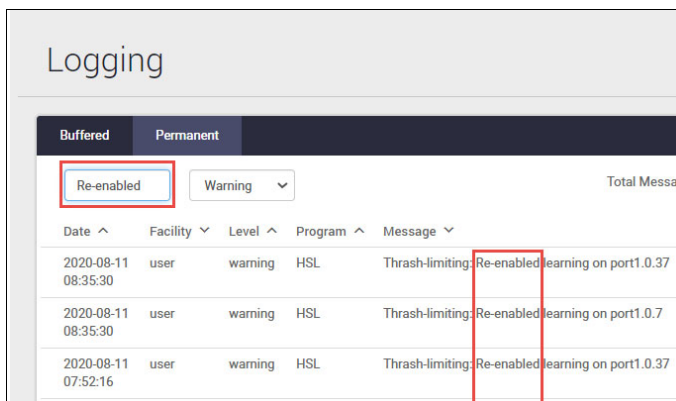 Logging
Buffered Permanent
Re-enabled Warning Total Messa
Date Facility Level Program Message
2020-08-11 user warning HSL Thrash-limiting: Re-enabled learning on port1.0.37
08:35:30
2020-08-11 user warning HSL Thrash-limiting: Re-enabled learning on port1.0.7
08:35:30
2020-08-11 user warning HSL Thrash-limiting: Re-enabled learning on port1.0.37
07:52:16